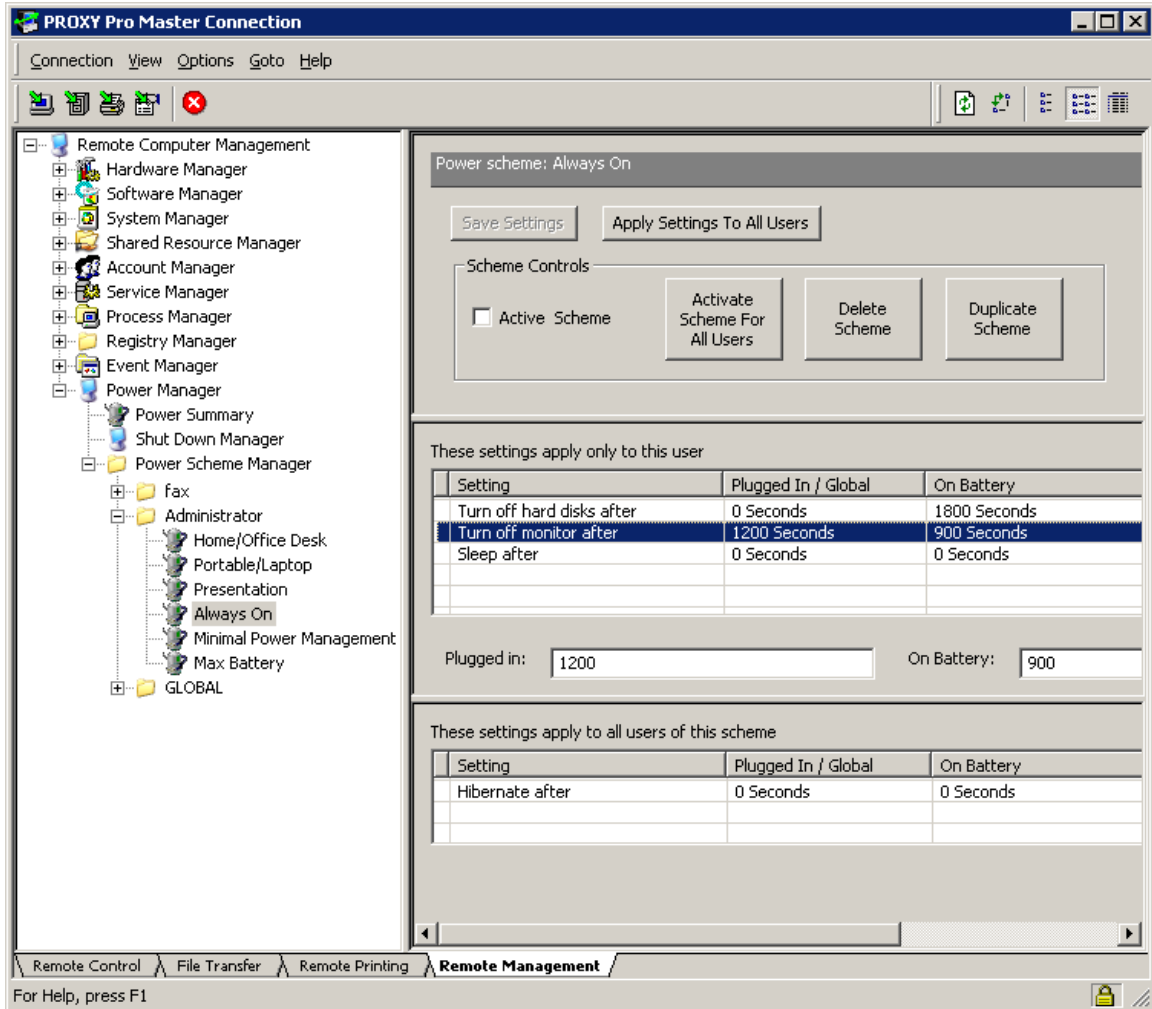 PROXY Pro Master Connection
Connection View Options Goto Help
Remote Computer Management
Hardware Manager
Software Manager
System Manager
Shared Resource Manager
Account Manager
Service Manager
Process Manager
Registry Manager
Event Manager
Power Manager
Power Summary
Shut Down Manager
Power Scheme Manager
fax
Administrator
Home/Office Desk
Portable/Laptop
Presentation
Always On
Minimal Power Management
Max Battery
GLOBAL
Power scheme: Always On
Save Settings Apply Settings To All Users
Scheme Controls
Active Scheme
Activate
Scheme For
All Users
Delete
Scheme
Duplicate
Scheme
These settings apply only to this user
Setting Plugged In / Global On Battery
Turn off hard disks after 0 Seconds 1800 Seconds
Turn off monitor after 1200 Seconds 900 Seconds
Sleep after 0 Seconds 0 Seconds
Plugged in: 1200 On Battery: 900
These settings apply to all users of this scheme
Setting Plugged In / Global On Battery
Hibernate after 0 Seconds 0 Seconds
Remote Control File Transfer Remote Printing Remote Management
For Help, press F1